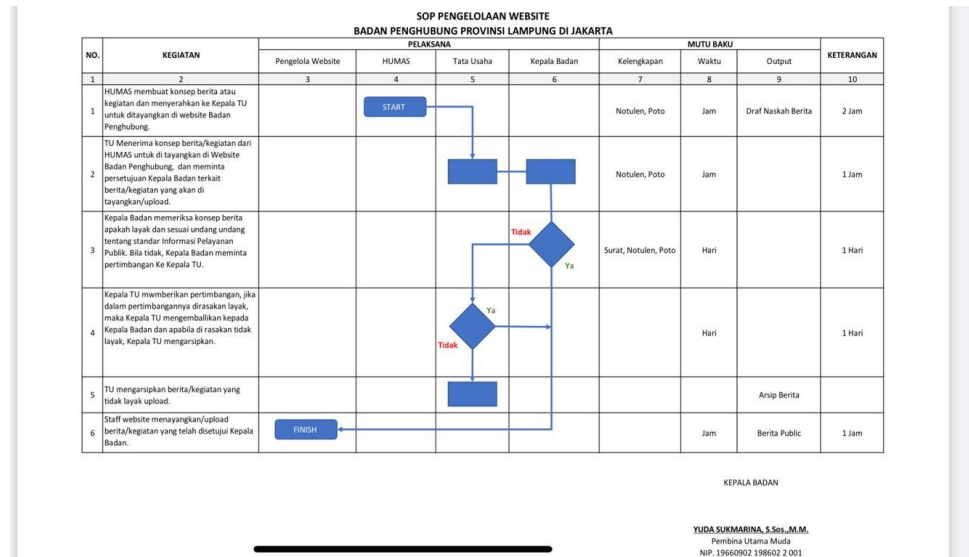 SOP PENGELOLAAN WEBSITE
BADAN PENGHUBUNG PROVINSI LAMPUNG DI JAKARTA
NO.
KEGIATAN
PELAKSANA
MUTU BAKU
KETERANGAN
Pengelola Website
HUMAS
Tata Usaha
Kepala Badan
Kelengkapan
Waktu
Output
1
2
3
4
5
6
7
8
9
10
1
HUMAS membuat konsep berita atau
kegiatan dan menyerahkan ke Kepala TU
untuk ditayangkan di website Badan
Penghubung.
START
Notulen, Poto
Jam
Draf Naskah Berita
2 Jam
2
TU Menerima konsep berita/kegiatan dari
HUMAS untuk di tayangkan di Website
Badan Penghubung, dan meminta
persetujuan Kepala Badan terkait
berita/kegiatan yang akan di
tayangkan/upload.
Notulen, Poto
Jam
1 Jam
3
Kepala Badan memeriksa konsep berita
apakah layak dan sesuai undang undang
tentang standar Informasi Pelayanan
Publik. Bila tidak, Kepala Badan meminta
pertimbangan Ke Kepala TU.
Tidak
Ya
Surat, Notulen, Poto
Hari
1 Hari
4
Kepala TU mwmberikan pertimbangan, jika
dalam pertimbangannya dirasakan layak,
maka Kepala TU mengemballikan kepada
Kepala Badan dan apabila di rasakan tidak
layak, Kepala TU mengarsipkan.
Ya
Tidak
Hari
1 Hari
5
TU mengarsipkan berita/kegiatan yang
tidak layak upload.
Arsip Berita
6
Staff website menayangkan/upload
berita/kegiatan yang telah disetujui Kepala
Badan.
FINISH
Jam
Berita Public
1 Jam
KEPALA BADAN
YUDA SUKMARINA, S.Sos.,M.M.
Pembina Utama Muda
NIP. 19660902 198602 2 001